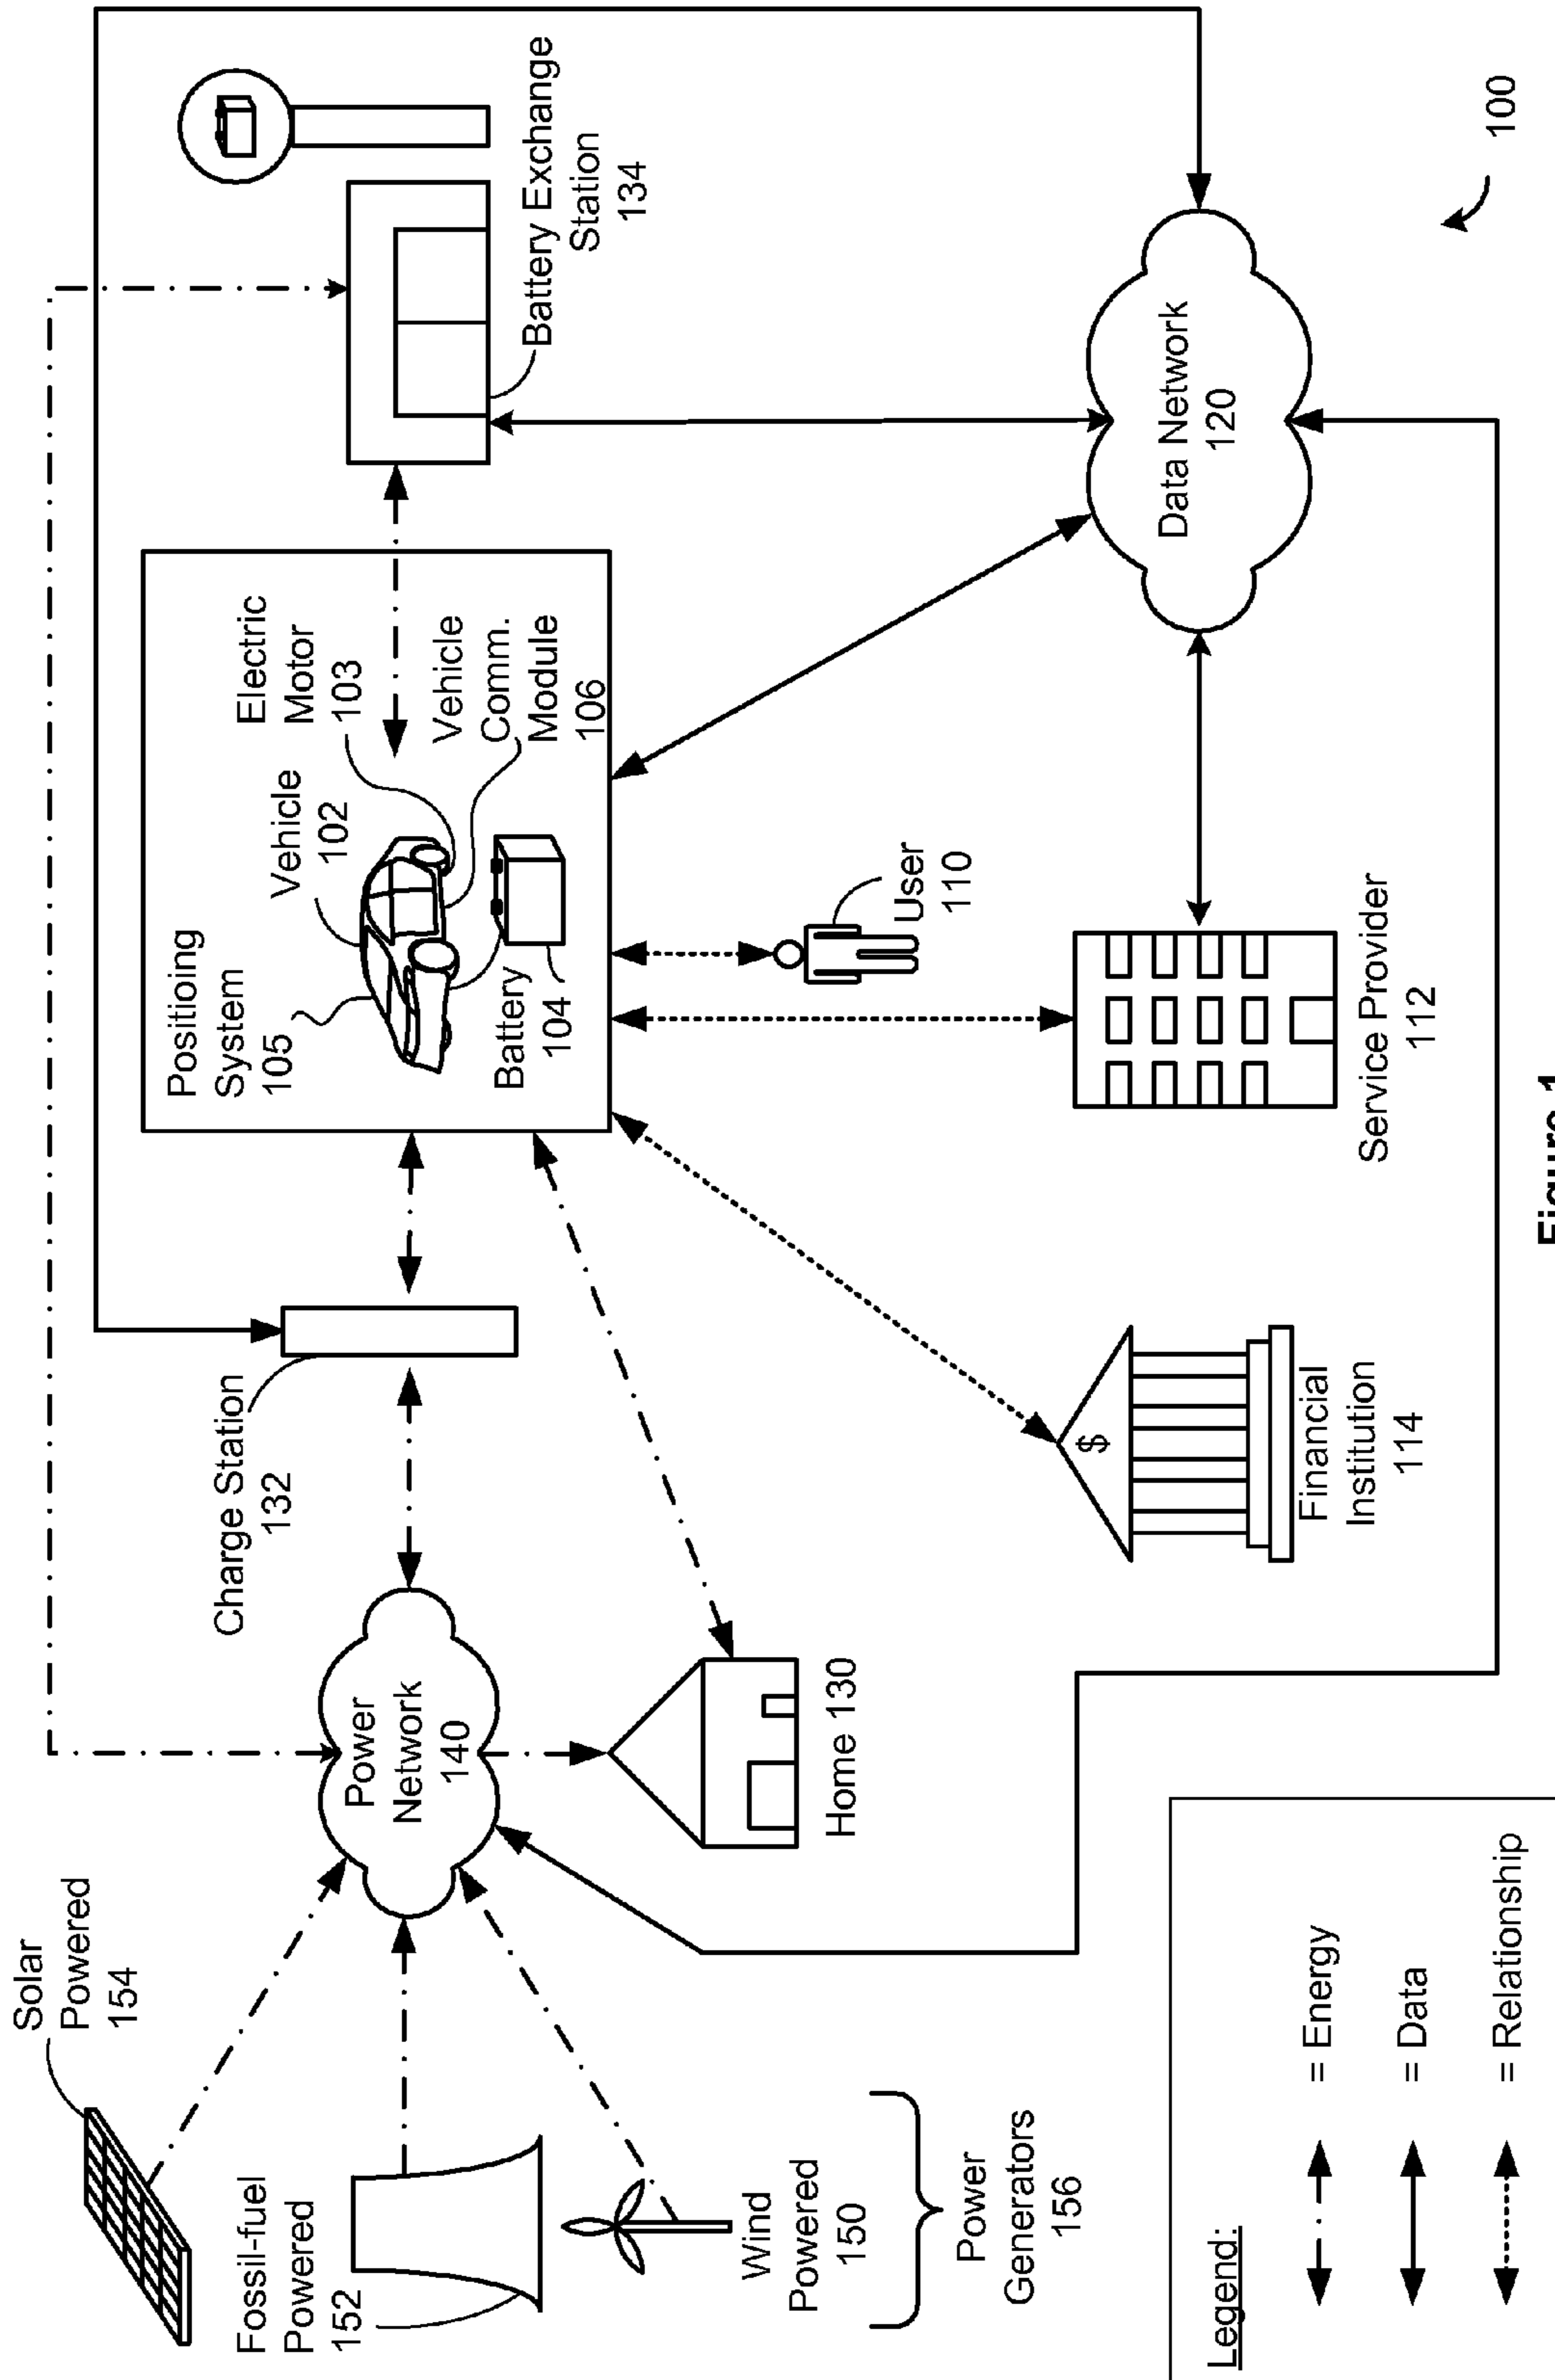 Solar
Powered
154
Fossil-fuel
Powered
152
Wind
Powered
150
Power
Generators
156
Power
Network
140
Home 130
Charge Station
132
Positioing
System
105
Vehicle
102
Electric
Motor
103
Vehicle
Comm.
Module
106
Battery
104
Battery Exchange
Station
134
User
110
Service Provider
112
$
Financial
Institution
114
Data Network
120
100
Legend:
= Energy
= Data
= Relationship
Figure 1